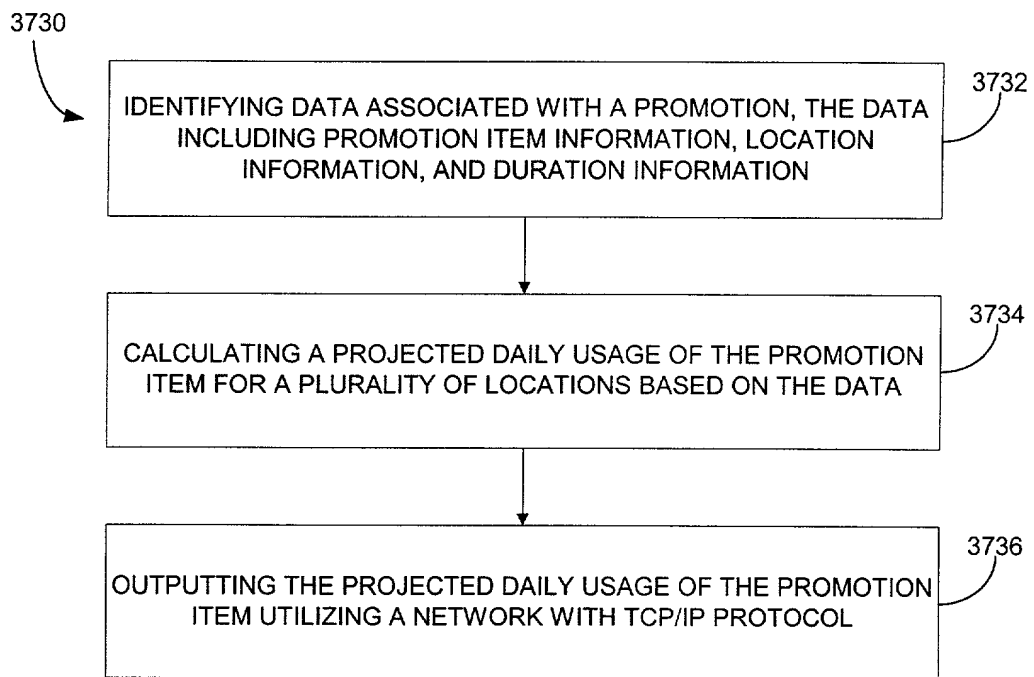 3730
3732
IDENTIFYING DATA ASSOCIATED WITH A PROMOTION, THE DATA
INCLUDING PROMOTION ITEM INFORMATION, LOCATION
INFORMATION, AND DURATION INFORMATION
3734
CALCULATING A PROJECTED DAILY USAGE OF THE PROMOTION
ITEM FOR A PLURALITY OF LOCATIONS BASED ON THE DATA
3736
OUTPUTTING THE PROJECTED DAILY USAGE OF THE PROMOTION
ITEM UTILIZING A NETWORK WITH TCP/IP PROTOCOL